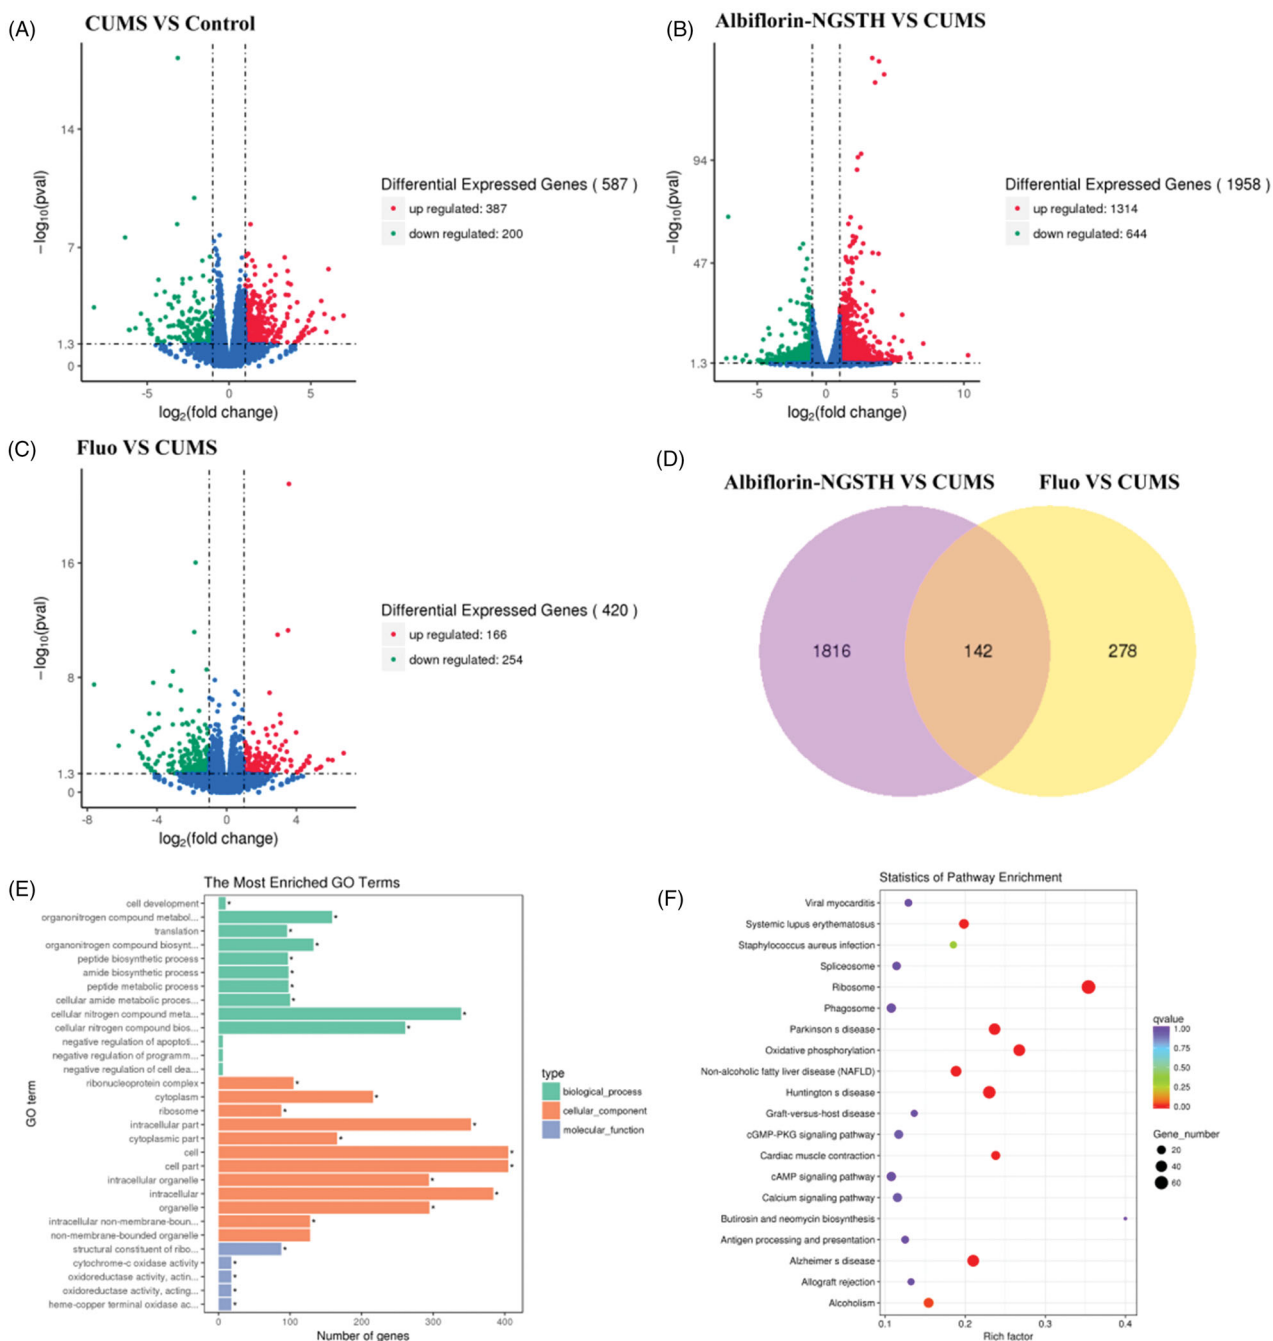 (A)
CUMS VS Control
14
7
1.3
0
-5
0
5
−log10(pval)
log2(fold change)
Differential Expressed Genes ( 587 )
up regulated: 387
down regulated: 200
(B)
Albiflorin-NGSTH VS CUMS
94
47
1.3
-5
0
5
10
−log10(pval)
log2(fold change)
Differential Expressed Genes ( 1958 )
up regulated: 1314
down regulated: 644
(C)
Fluo VS CUMS
16
8
1.3
0
-8
-4
0
4
−log10(pval)
log2(fold change)
Differential Expressed Genes ( 420 )
up regulated: 166
down regulated: 254
(D)
Albiflorin-NGSTH VS CUMS
Fluo VS CUMS
1816
142
278
(E)
The Most Enriched GO Terms
GO term
cell development
*
organonitrogen compound metabol...
*
translation
*
organonitrogen compound biosynt...
*
peptide biosynthetic process
*
amide biosynthetic process
*
peptide metabolic process
*
cellular amide metabolic proces...
*
cellular nitrogen compound meta...
*
cellular nitrogen compound bios...
*
negative regulation of apoptoti...
negative regulation of programm...
negative regulation of cell dea...
ribonucleoprotein complex
*
cytoplasm
*
ribosome
*
intracellular part
*
cytoplasmic part
*
cell
*
cell part
*
intracellular organelle
*
intracellular
*
organelle
*
intracellular non-membrane-boun...
*
non-membrane-bounded organelle
structural constituent of ribo...
*
cytochrome-c oxidase activity
*
oxidoreductase activity, actin...
*
oxidoreductase activity, acting...
*
heme-copper terminal oxidase ac...
*
0
100
200
300
400
Number of genes
type
biological_process
cellular_component
molecular_function
(F)
Statistics of Pathway Enrichment
Viral myocarditis
Systemic lupus erythematosus
Staphylococcus aureus infection
Spliceosome
Ribosome
Phagosome
Parkinson s disease
Oxidative phosphorylation
Non-alcoholic fatty liver disease (NAFLD)
Huntington s disease
Graft-versus-host disease
cGMP-PKG signaling pathway
Cardiac muscle contraction
cAMP signaling pathway
Calcium signaling pathway
Butirosin and neomycin biosynthesis
Antigen processing and presentation
Alzheimer s disease
Allograft rejection
Alcoholism
0.1
0.2
0.3
0.4
Rich factor
qvalue
1.00
0.75
0.50
0.25
0.00
Gene_number
20
40
60